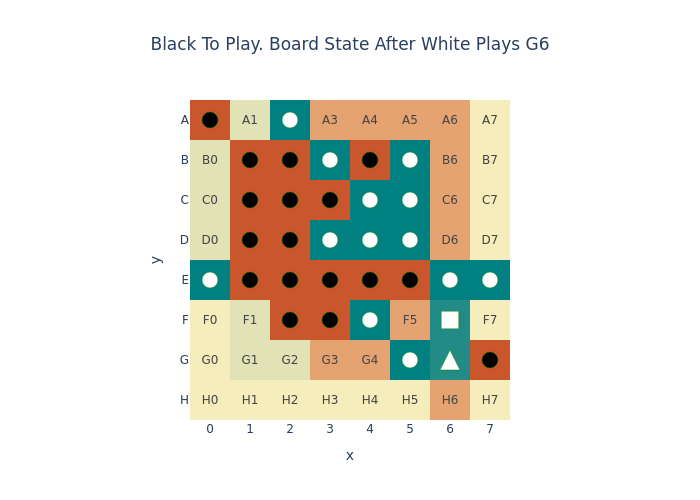 Black To Play. Board State After White Plays G6
A A1 A3 A4 A5 A6 A7
B B0 B6 B7
C C0 C6 C7
D D0 D6 D7
y
E
F F0 F1 F5 F7
G G0 G1 G2 G3 G4
H H0 H1 H2 H3 H4 H5 H6 H7
0 1 2 3 4 5 6 7
x